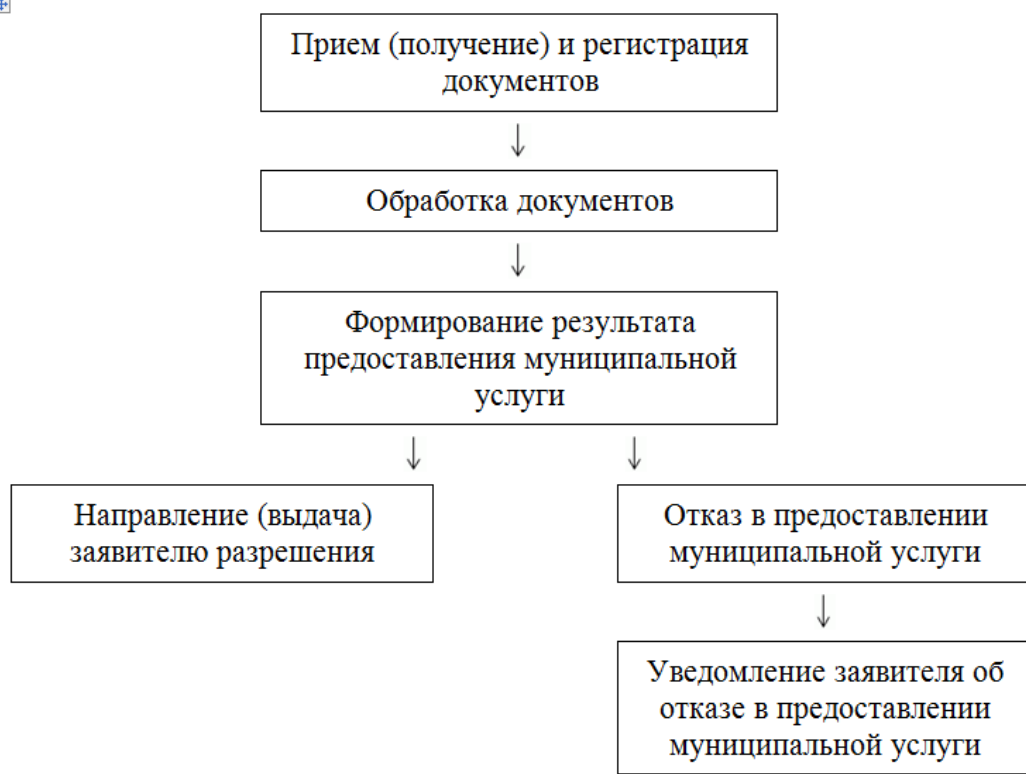 Прием (получение) и регистрация
документов
Обработка документов
Формирование результата
предоставления муниципальной
услуги
Направление (выдача)
заявителю разрешения
Отказ в предоставлении
муниципальной услуги
Уведомление заявителя об
отказе в предоставлении
муниципальной услуги